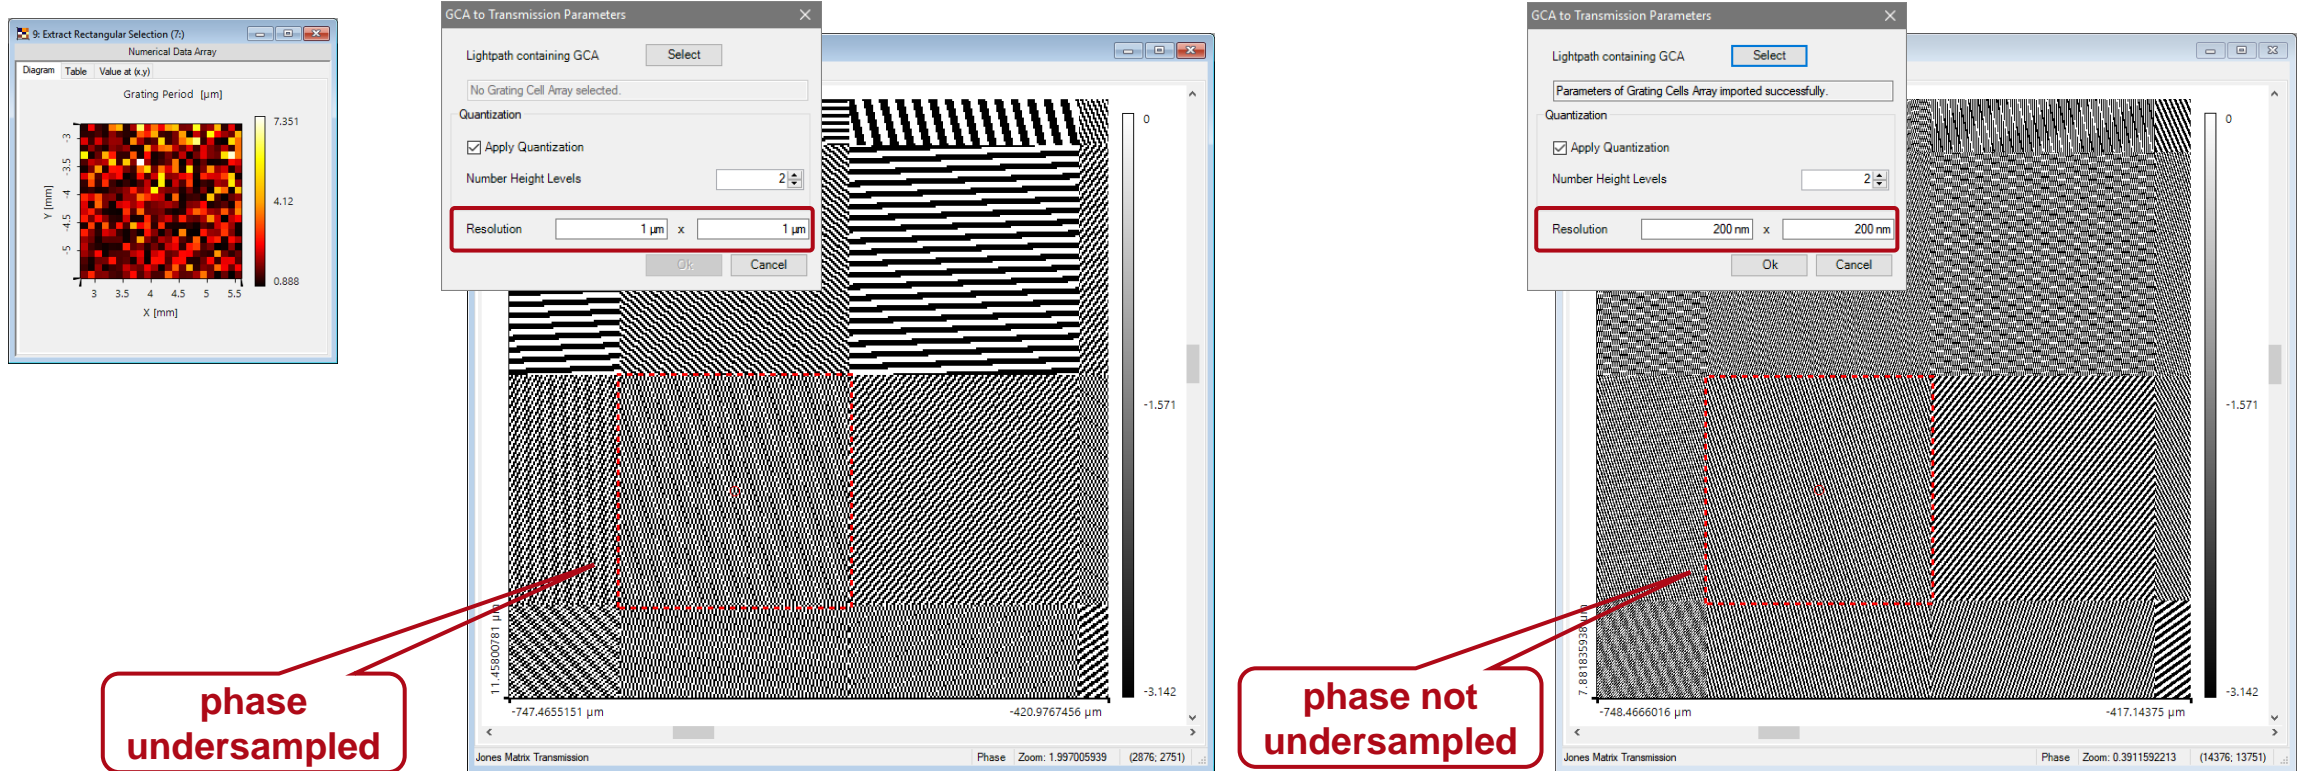 9: Extract Rectangular Selection (7:)
Numerical Data Array
Diagram Table Value at (x,y)
Grating Period [µm]
7.351
4.12
0.888
-3
-3.5
-4
-4.5
-5
Y [mm]
3 3.5 4 4.5 5 5.5
X [mm]
GCA to Transmission Parameters
Lightpath containing GCA Select
No Grating Cell Array selected.
Quantization
Apply Quantization
Number Height Levels 2
Resolution 1 µm x 1 µm
Ok Cancel
0
-1.571
-3.142
11.45800781 µm
-747.4655151 µm -420.9767456 µm
Jones Matrix Transmission Phase Zoom: 1.997005939 (2876; 2751)
phase
undersampled
GCA to Transmission Parameters
Lightpath containing GCA Select
Parameters of Grating Cells Array imported successfully.
Quantization
Apply Quantization
Number Height Levels 2
Resolution 200 nm x 200 nm
Ok Cancel
0
-1.571
-3.142
7.881835938 µm
-748.4666016 µm -417.14375 µm
Jones Matrix Transmission Phase Zoom: 0.3911592213 (14376; 13751)
phase not
undersampled